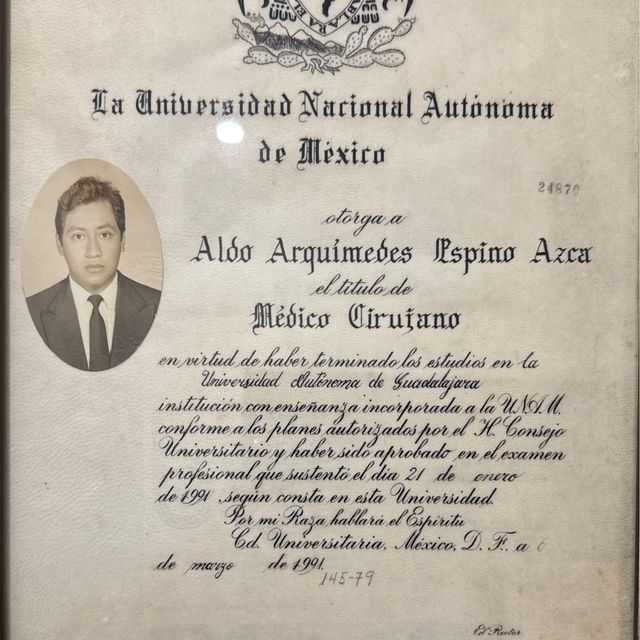 HABLARA EL
La Universidad Nacional Autónoma
de México
24870
otorga a
Aldo Arquímedes Espino Azca
el título de
Médico Cirujano
en virtud de haber terminado los estudios en la
Universidad Autónoma de Guadalajara
institución con enseñanza incorporada a la U.N.A.M.
conforme a los planes autorizados por el H. Consejo
Universitario y haber sido aprobado en el examen
profesional que sustentó el día 21 de enero
de 1991, según consta en esta Universidad.
Por mi Raza hablará el Espíritu
Cd. Universitaria, México, D. F., a 6
de marzo de 1991.
145-79
El Rector